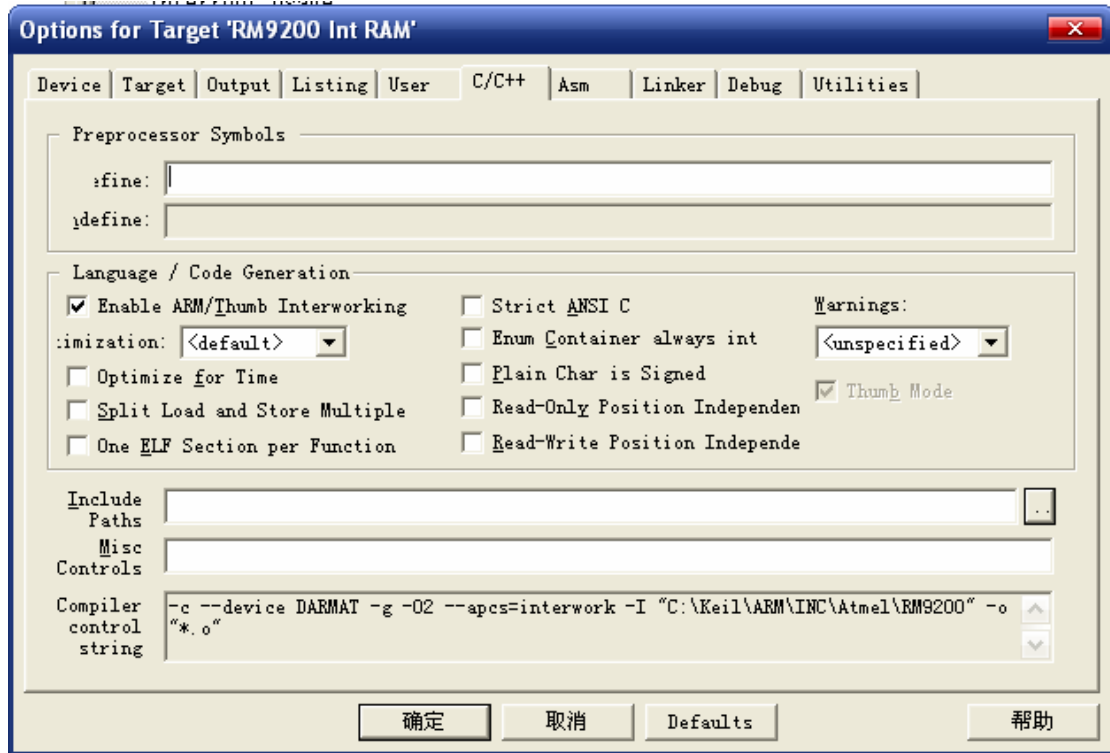 Options for Target 'RM9200 Int RAM'
Device Target Output Listing User C/C++ Asm Linker Debug Utilities
Preprocessor Symbols
efine:
define:
Language / Code Generation
Enable ARM/Thumb Interworking Strict ANSI C Warnings:
timization: <default> Enum Container always int <unspecified>
Optimize for Time Plain Char is Signed Thumb Mode
Split Load and Store Multiple Read-Only Position Independen
One ELF Section per Function Read-Write Position Independe
Include
Paths ..
Misc
Controls
Compiler
control
string
-c --device DARMAT -g -O2 --apcs=interwork -I "C:\Keil\ARM\INC\Atmel\RM9200" -o
"*.o"
确定 取消 Defaults 帮助